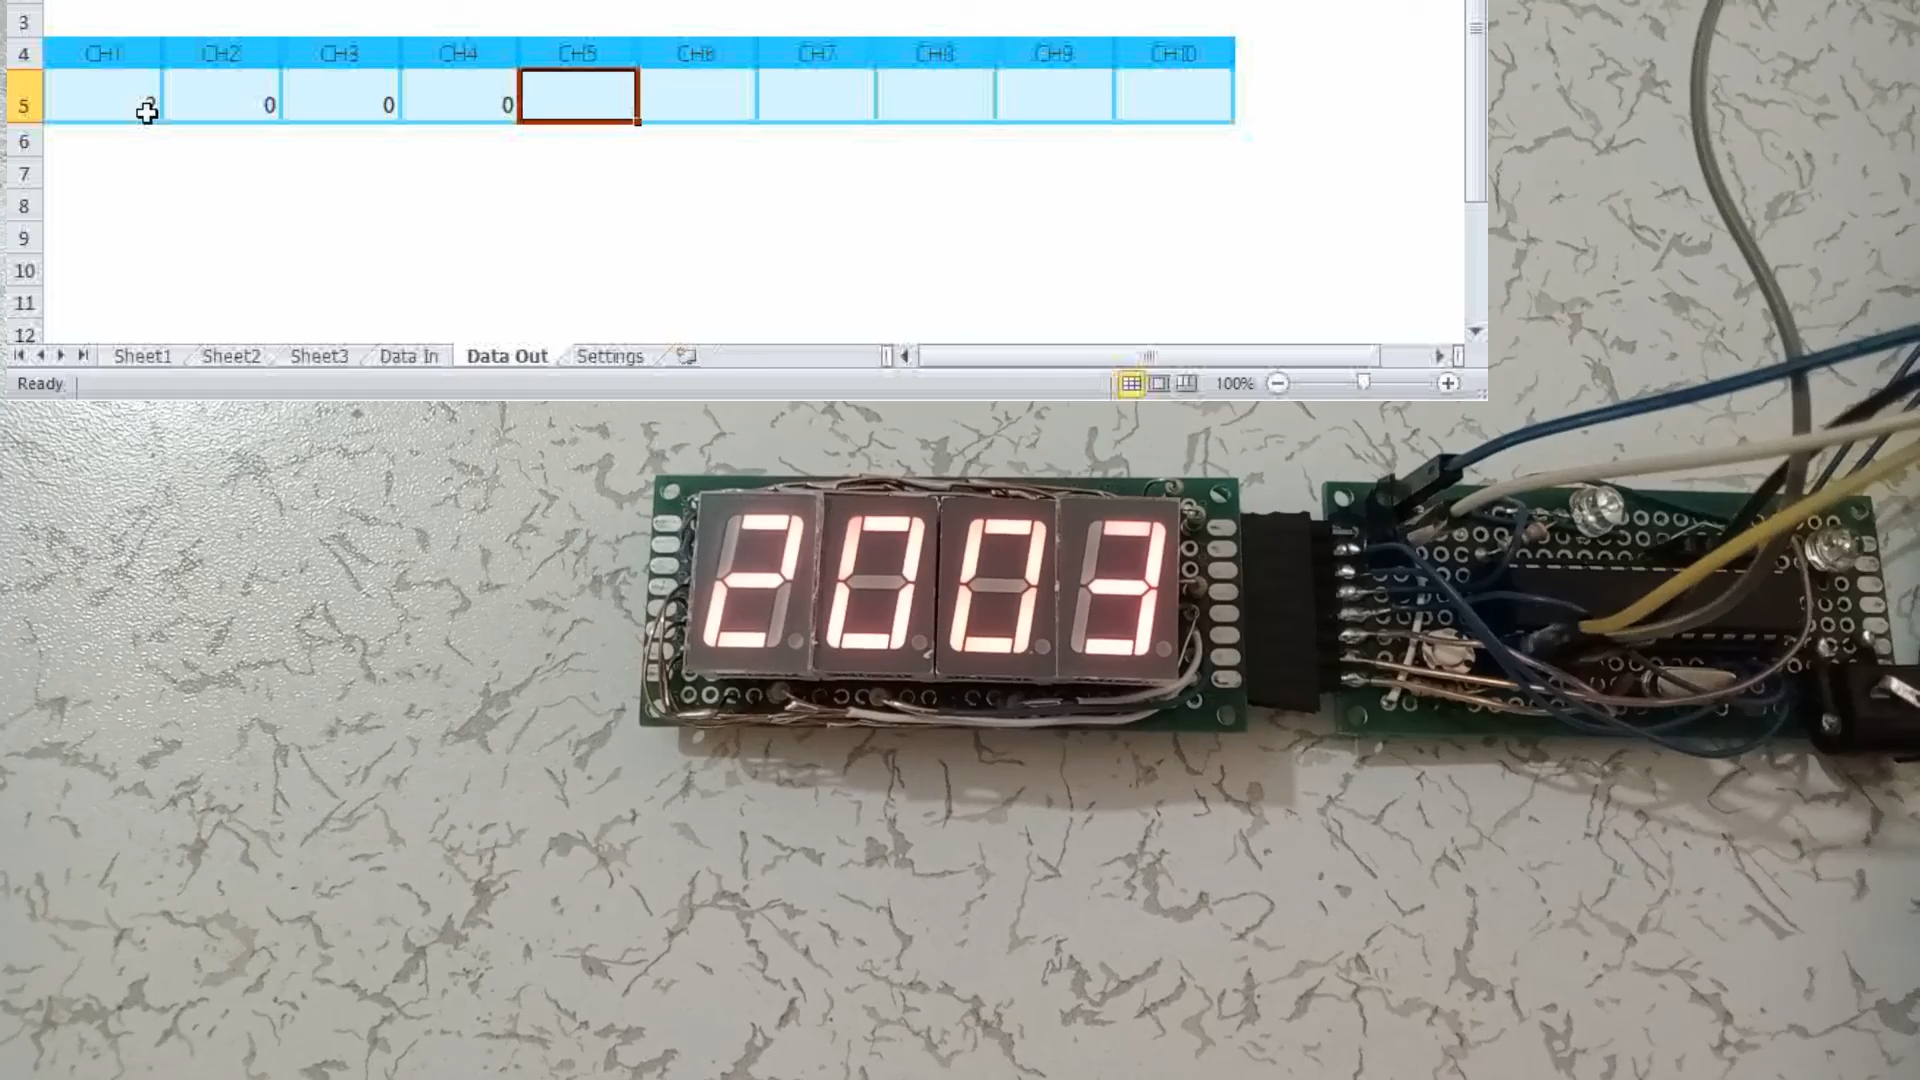 3
4 CH1 CH2 CH3 CH4 CH5 CH6 CH7 CH8 CH9 CH10
5 0 0 0
6
7
8
9
10
11
12
Sheet1 Sheet2 Sheet3 Data In Data Out Settings
Ready 100%
2003